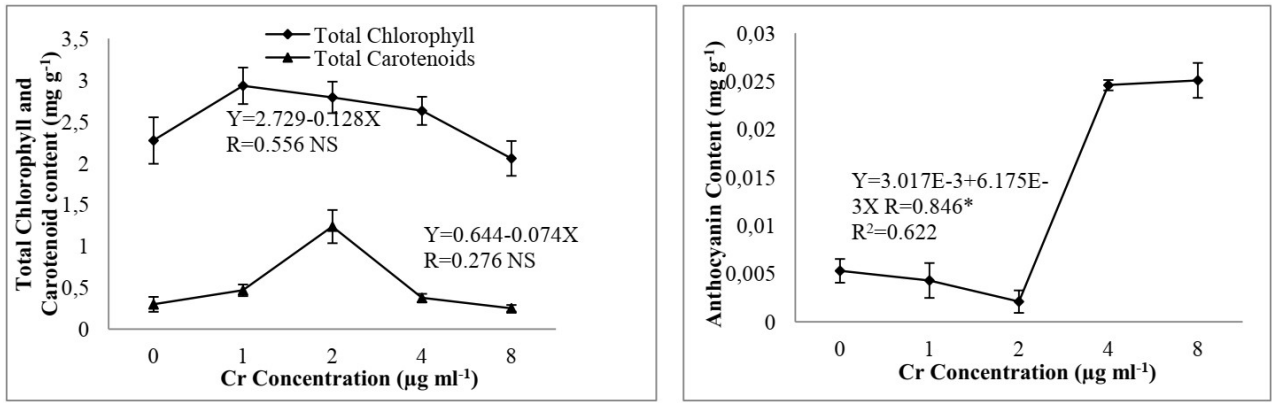 Total Chlorophyll and
Carotenoid content (mg g-1)
3,5
3
2,5
2
1,5
1
0,5
0
Total Chlorophyll
Total Carotenoids
Y=2.729-0.128X
R=0.556 NS
Y=0.644-0.074X
R=0.276 NS
0 1 2 4 8
Cr Concentration (µg ml-1)
Anthocyanin Content (mg g-1)
0,03
0,025
0,02
0,015
0,01
0,005
0
Y=3.017E-3+6.175E-
3X R=0.846*
R2=0.622
0 1 2 4 8
Cr Concentration (µg ml-1)